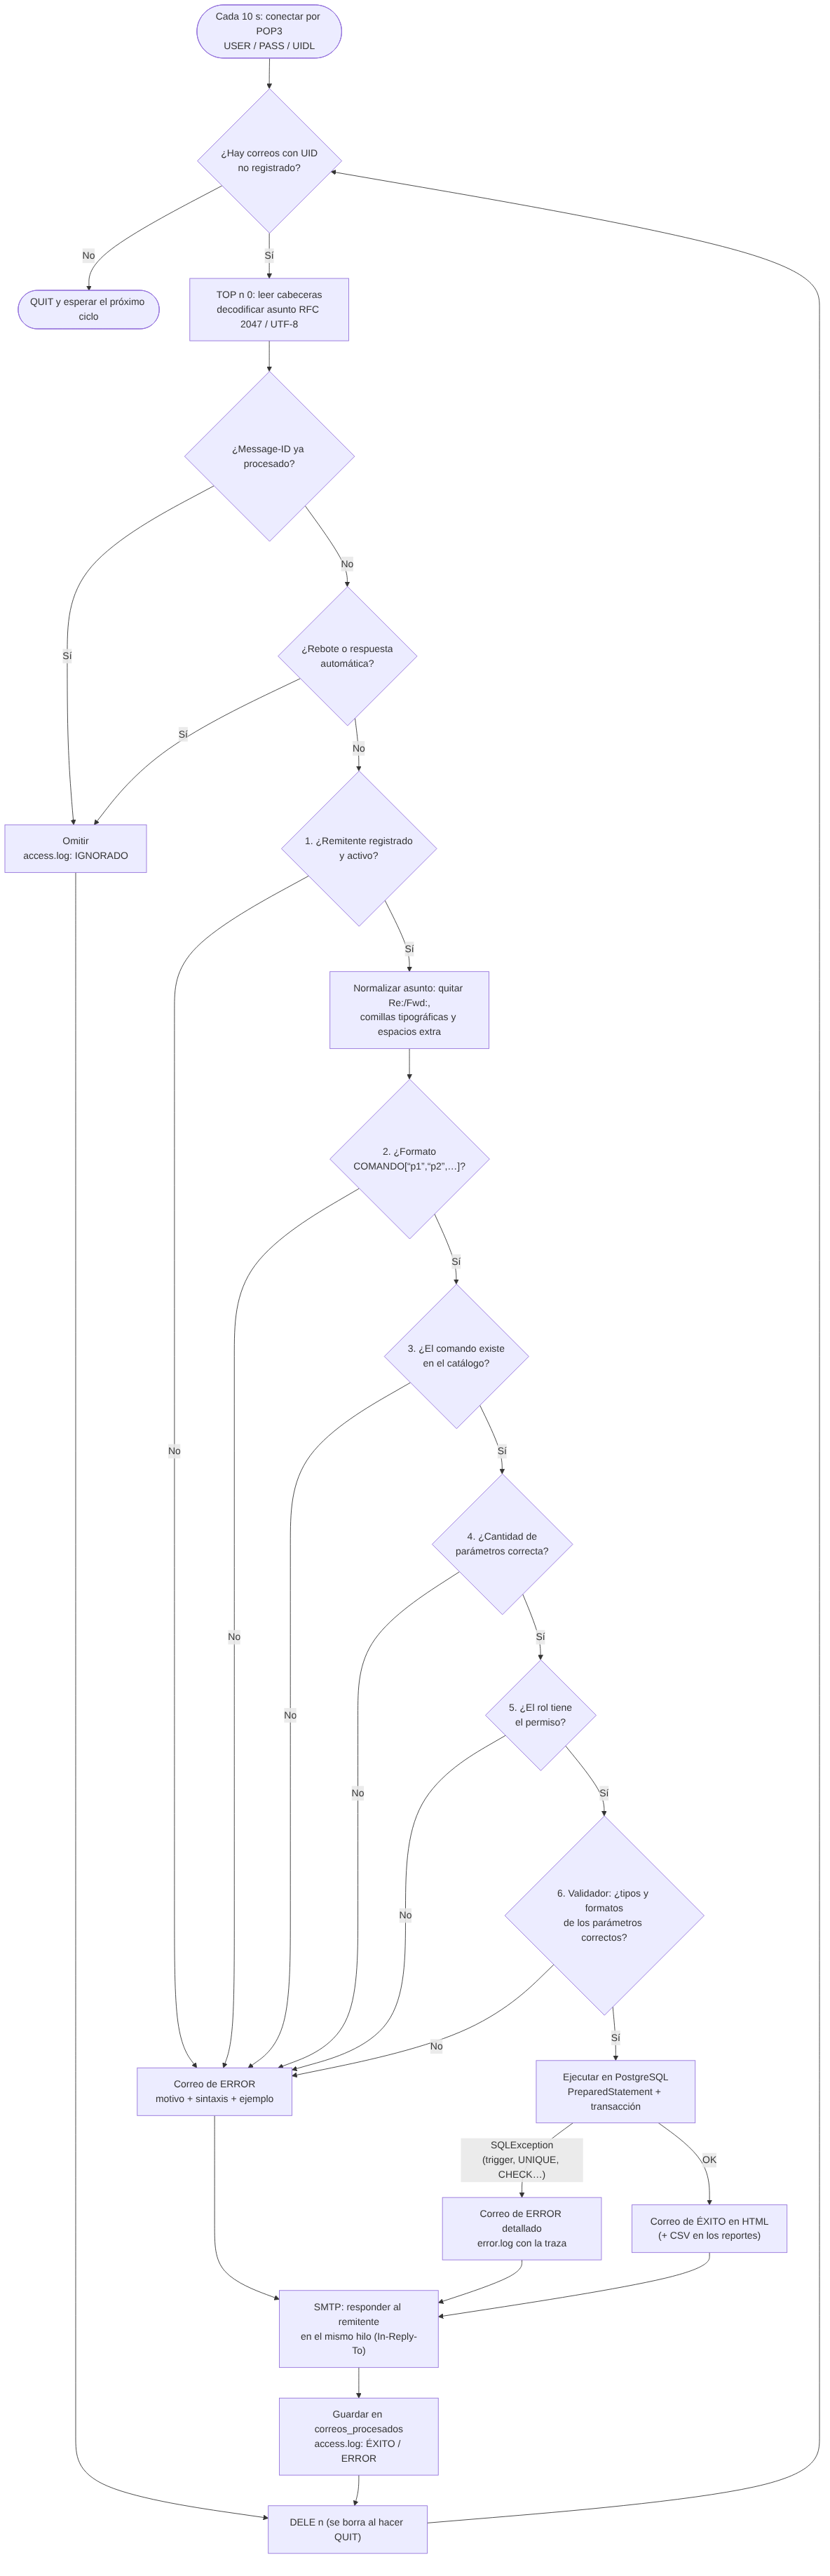 Cada 10 s: conectar por
POP3
USER / PASS / UIDL
¿Hay correos con UID
no registrado?
No
Sí
QUIT y esperar el próximo
ciclo
TOP n 0: leer cabeceras
decodificar asunto RFC
2047 / UTF-8
¿Message-ID ya
procesado?
No
Sí
¿Rebote o respuesta
automática?
Sí
No
Omitir
access.log: IGNORADO
1. ¿Remitente registrado
y activo?
Sí
No
Normalizar asunto: quitar
Re:/Fwd:,
comillas tipográficas y
espacios extra
2. ¿Formato
COMANDO[“p1”,“p2”,…]?
Sí
No
3. ¿El comando existe
en el catálogo?
Sí
No
4. ¿Cantidad de
parámetros correcta?
Sí
No
5. ¿El rol tiene
el permiso?
Sí
No
6. Validador: ¿tipos y
formatos
de los parámetros
correctos?
No
Sí
Correo de ERROR
motivo + sintaxis + ejemplo
Ejecutar en PostgreSQL
PreparedStatement +
transacción
SQLException
(trigger, UNIQUE,
CHECK…)
OK
Correo de ERROR
detallado
error.log con la traza
Correo de ÉXITO en HTML
(+ CSV en los reportes)
SMTP: responder al
remitente
en el mismo hilo (In-Reply-
To)
Guardar en
correos_procesados
access.log: ÉXITO /
ERROR
DELE n (se borra al hacer
QUIT)